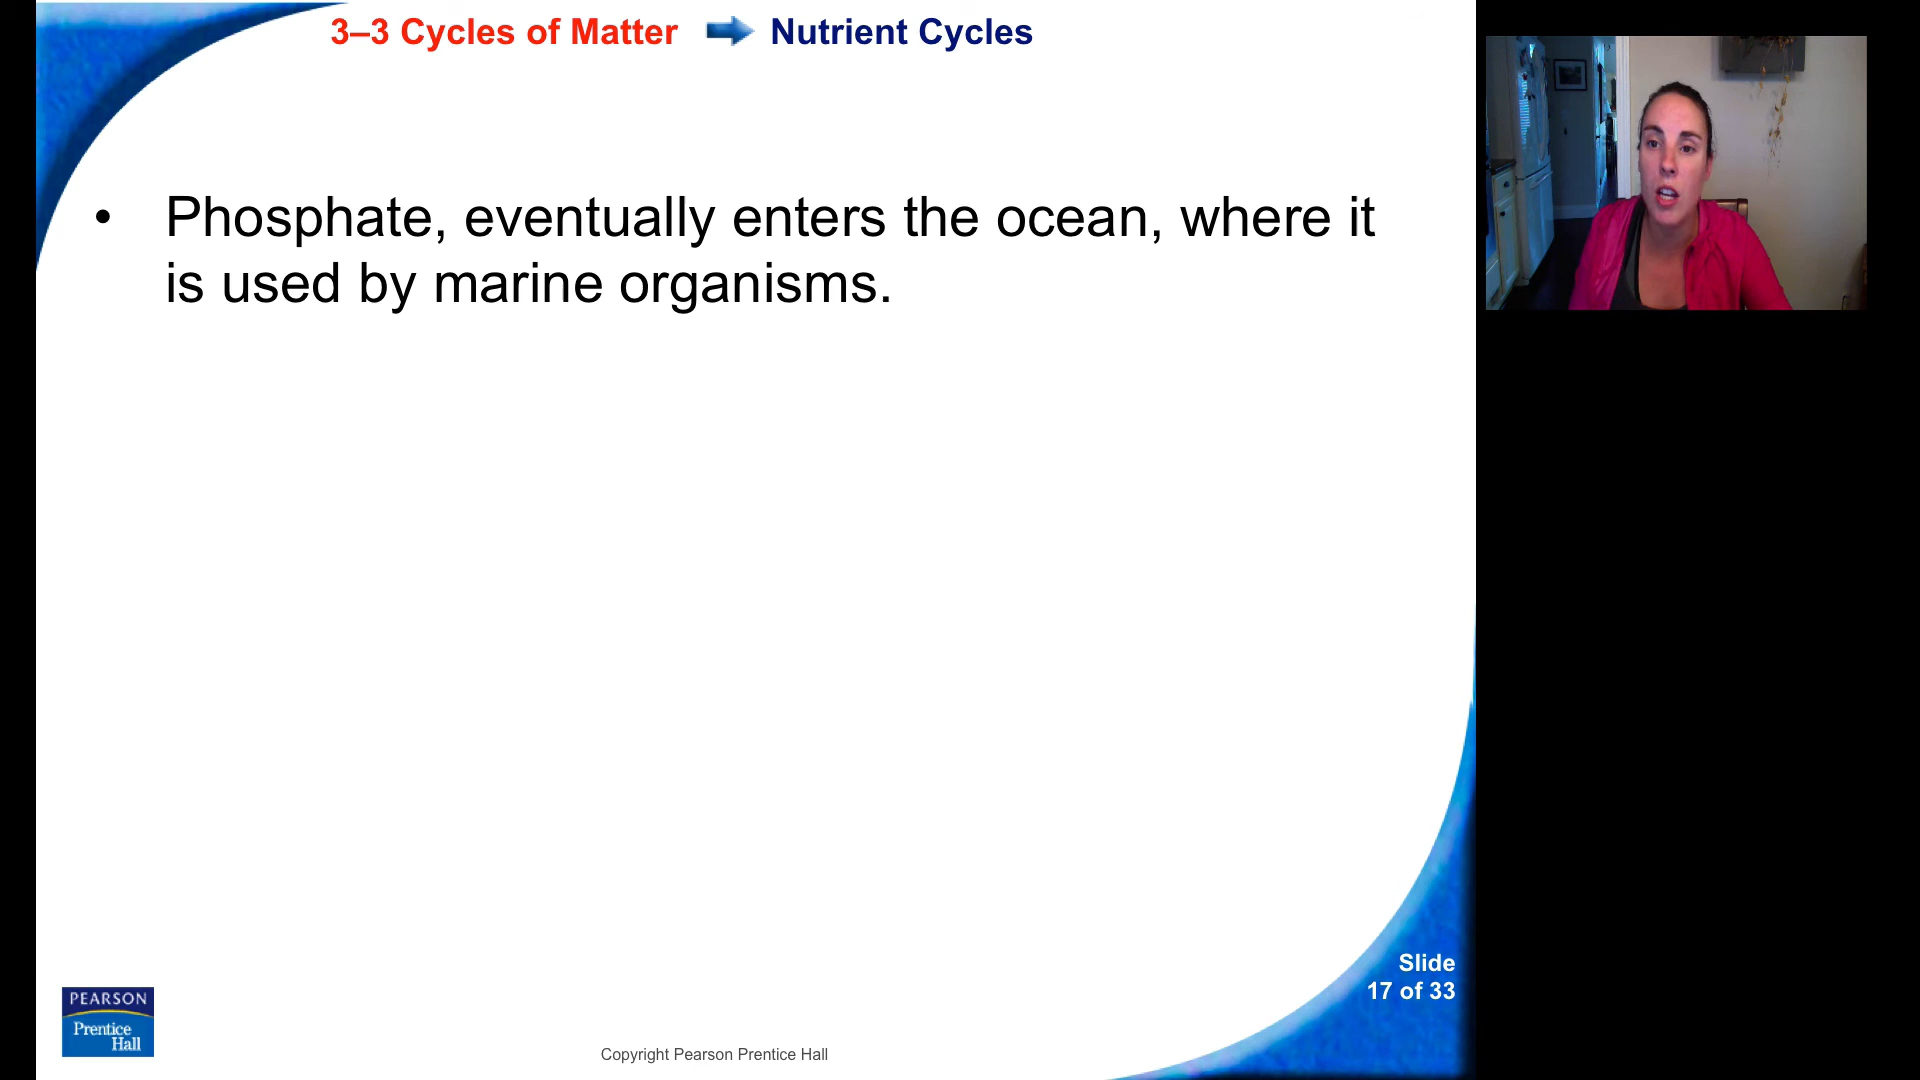 3–3 Cycles of Matter Nutrient Cycles
• Phosphate, eventually enters the ocean, where it
is used by marine organisms.
Slide
17 of 33
PEARSON
Prentice
Hall
Copyright Pearson Prentice Hall